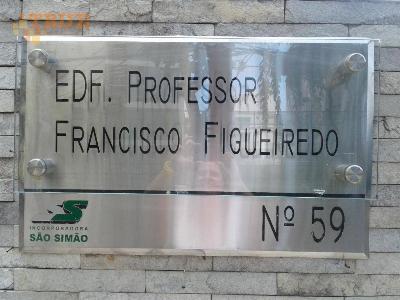 EDF. PROFESSOR
FRANCISCO FIGUEIREDO
Nº 59
INCORPORADORA
SÃO SIMÃO